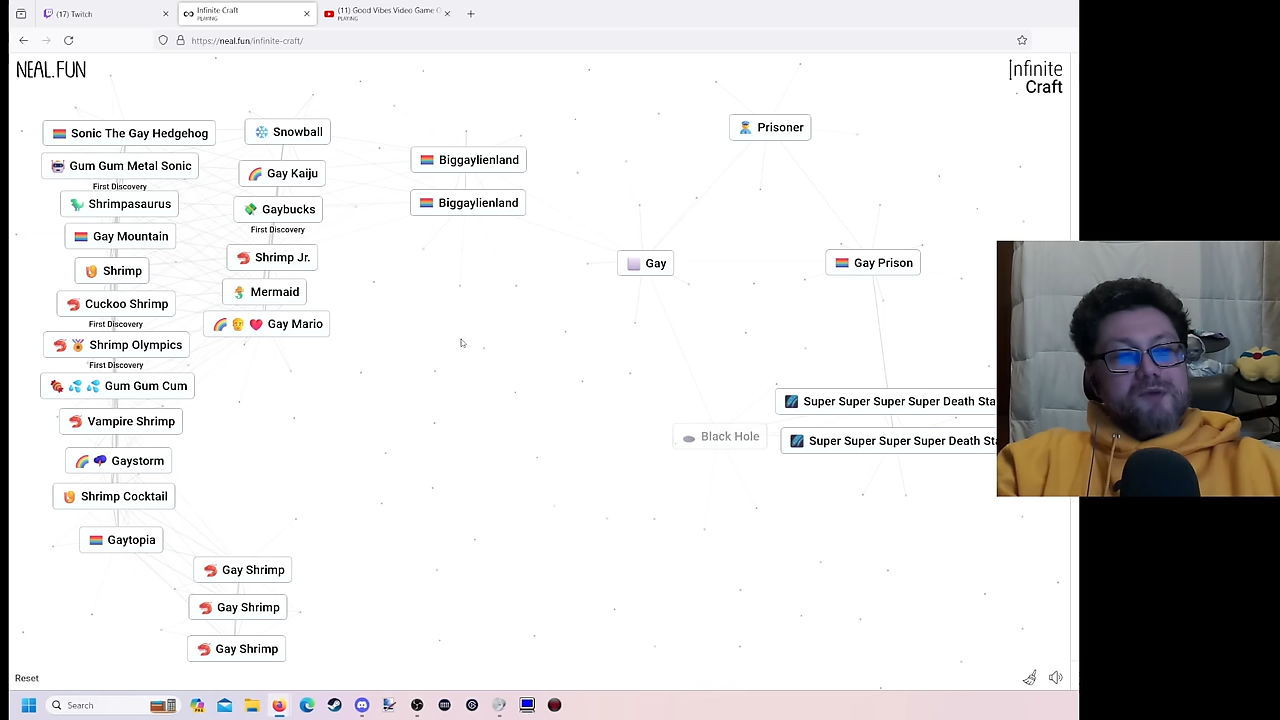 (17) Twitch
Infinite Craft
PLAYING
(11) Good Vibes Video Game
PLAYING
https://neal.fun/infinite-craft/
NEAL.FUN
Infinite
Craft
Sonic The Gay Hedgehog
Snowball
Prisoner
Gum Gum Metal Sonic
First Discovery
Gay Kaiju
Biggaylienland
Shrimpasaurus
Gaybucks
First Discovery
Biggaylienland
Gay Mountain
Shrimp
Shrimp Jr.
Gay
Gay Prison
Cuckoo Shrimp
First Discovery
Mermaid
Shrimp Olympics
First Discovery
Gay Mario
Gum Gum Cum
Super Super Super Super Death Sta
Vampire Shrimp
Black Hole
Super Super Super Super Death Sta
Gaystorm
Shrimp Cocktail
Gaytopia
Gay Shrimp
Gay Shrimp
Gay Shrimp
Reset
Search